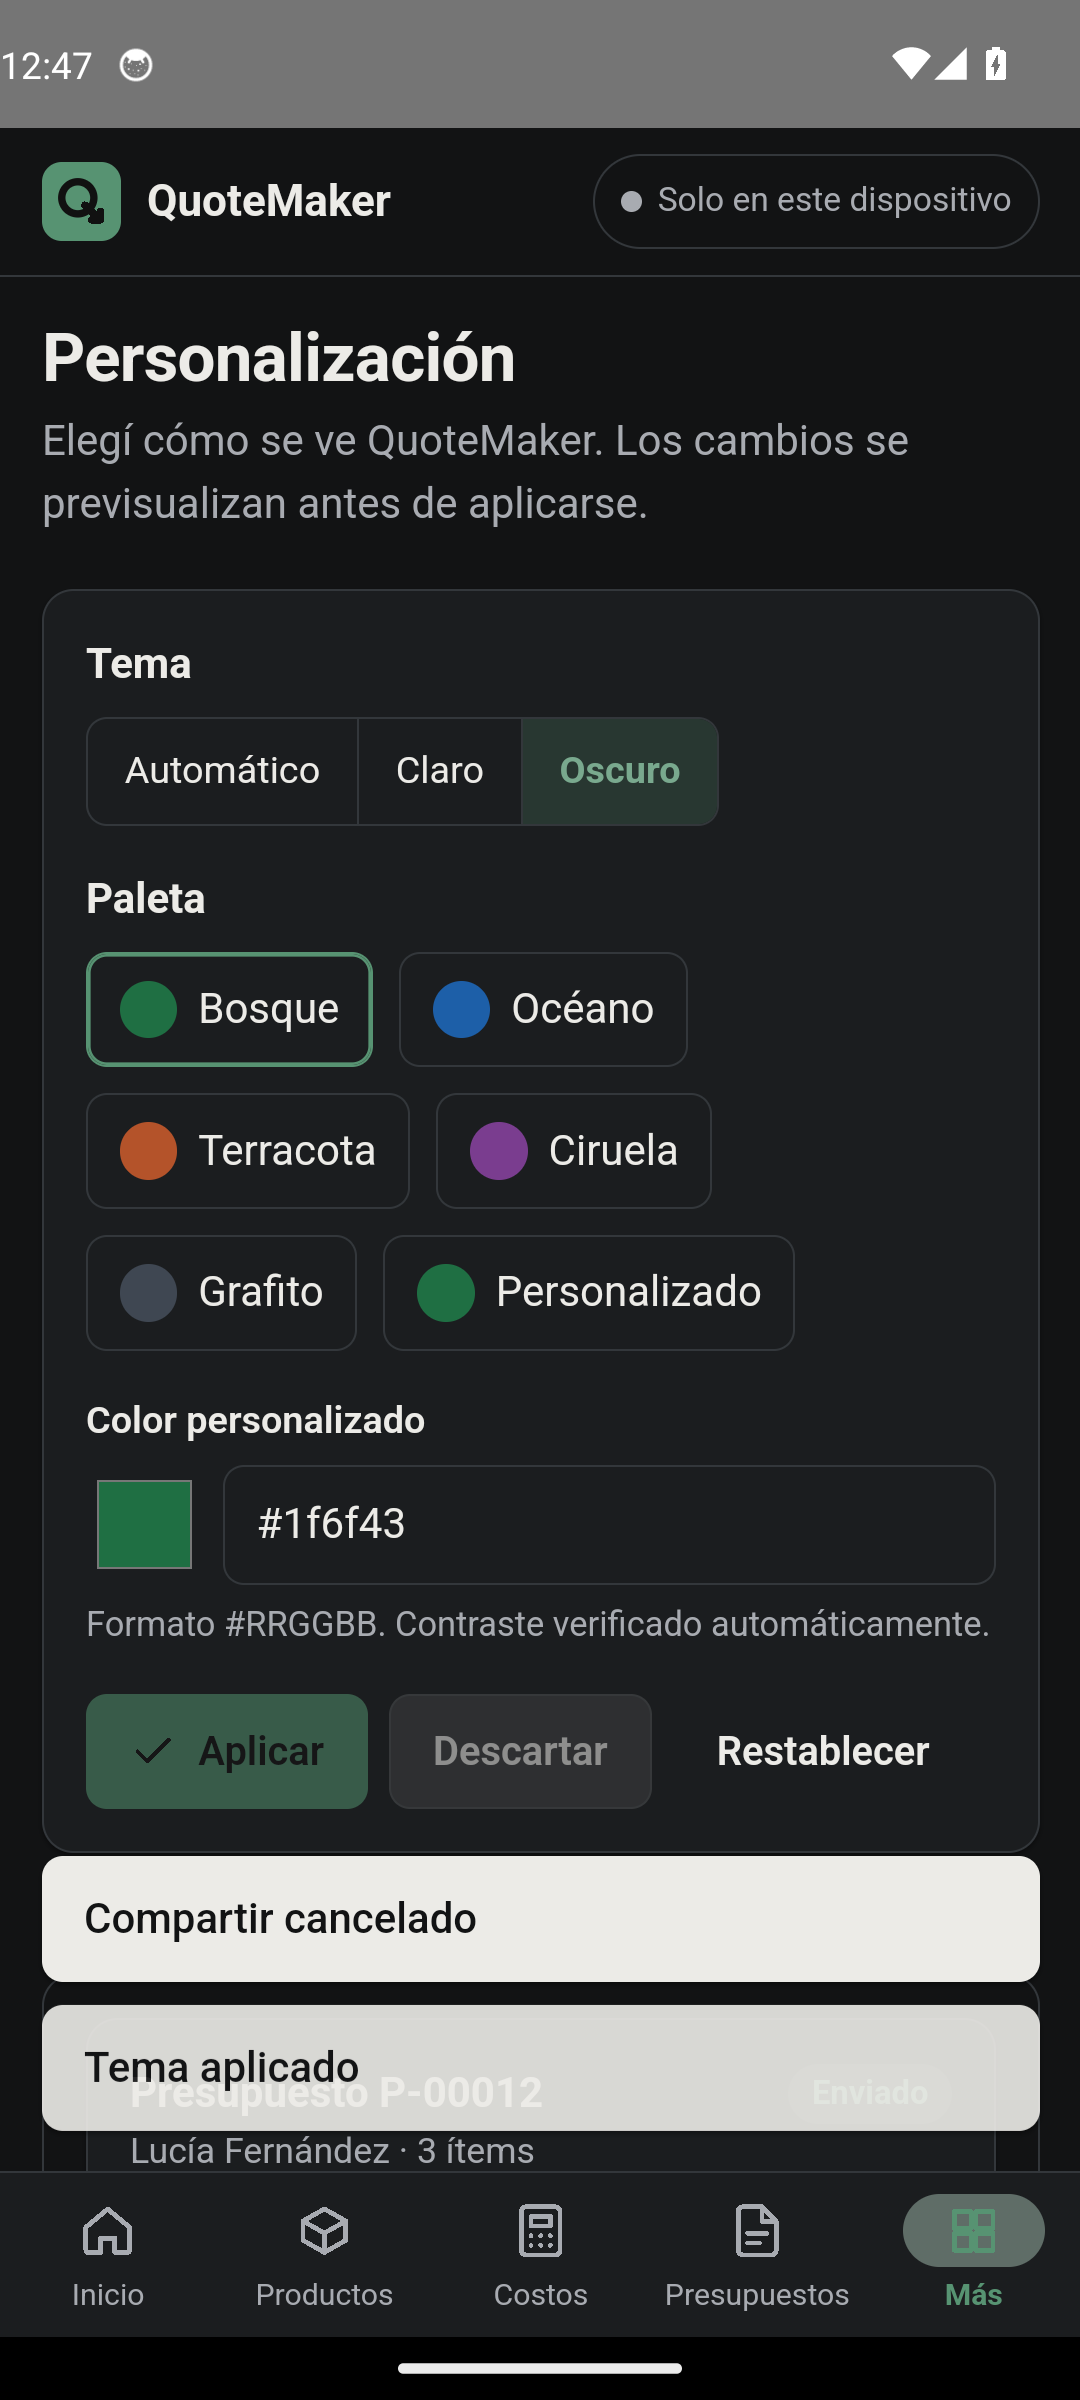 12:47
QuoteMaker
Solo en este dispositivo
Personalización
Elegí cómo se ve QuoteMaker. Los cambios se
previsualizan antes de aplicarse.
Tema
Automático
Claro
Oscuro
Paleta
Bosque
Océano
Terracota
Ciruela
Grafito
Personalizado
Color personalizado
#1f6f43
Formato #RRGGBB. Contraste verificado automáticamente.
Aplicar
Descartar
Restablecer
Compartir cancelado
Tema aplicado
Presupuesto P-00012
Enviado
Lucía Fernández · 3 ítems
Inicio
Productos
Costos
Presupuestos
Más